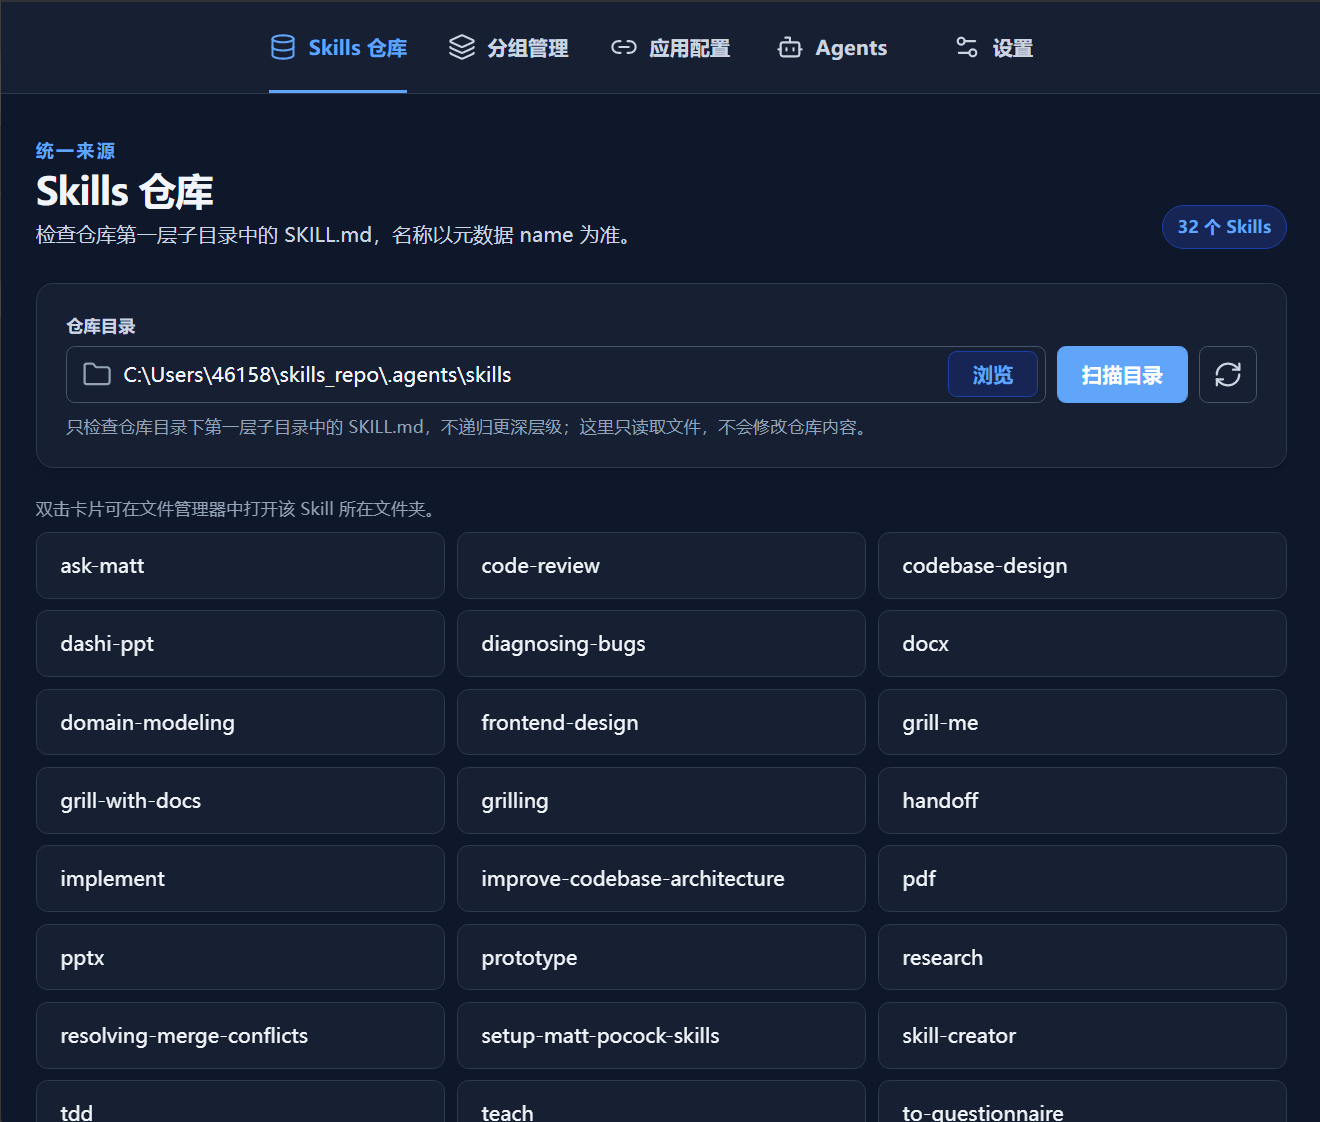 Skills 仓库
分组管理
应用配置
Agents
设置
统一来源
Skills 仓库
检查仓库第一层子目录中的 SKILL.md，名称以元数据 name 为准。
32 个 Skills
仓库目录
C:\Users\46158\skills_repo\.agents\skills
浏览
扫描目录
只检查仓库目录下第一层子目录中的 SKILL.md，不递归更深层级；这里只读取文件，不会修改仓库内容。
双击卡片可在文件管理器中打开该 Skill 所在文件夹。
ask-matt
code-review
codebase-design
dashi-ppt
diagnosing-bugs
docx
domain-modeling
frontend-design
grill-me
grill-with-docs
grilling
handoff
implement
improve-codebase-architecture
pdf
pptx
prototype
research
resolving-merge-conflicts
setup-matt-pocock-skills
skill-creator
tdd
teach
to-questionnaire